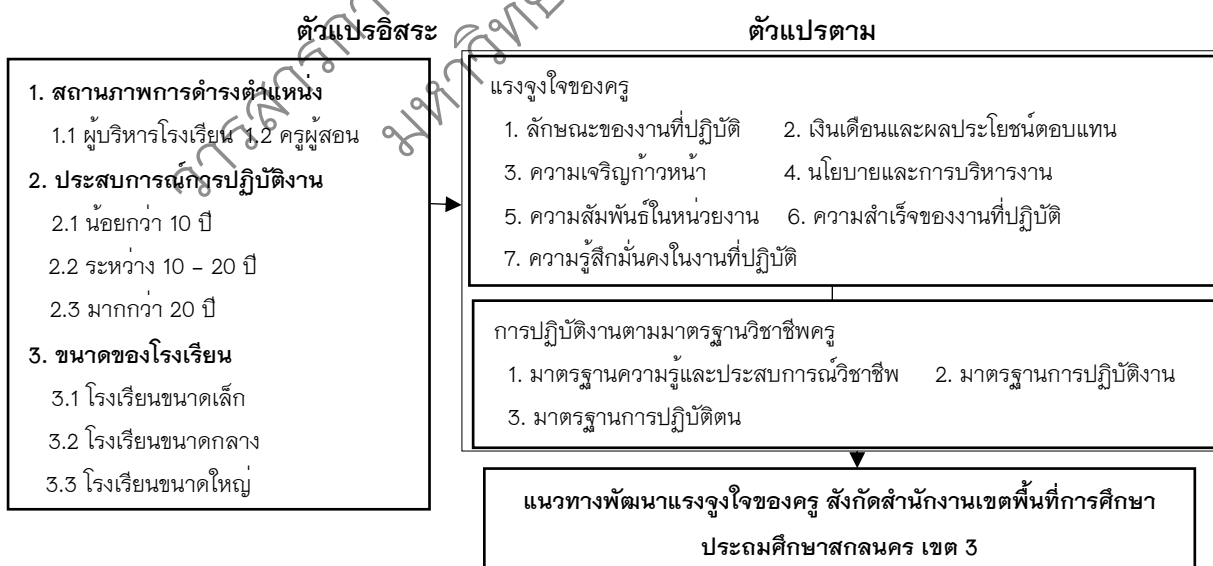 ตัวแปรอิสระ
1. สถานภาพการดำรงตำแหน่ง
1.1 ผู้บริหารโรงเรียน 1.2 ครูผู้สอน
2. ประสบการณ์การปฏิบัติงาน
2.1 น้อยกว่า 10 ปี
2.2 ระหว่าง 10 – 20 ปี
2.3 มากกว่า 20 ปี
3. ขนาดของโรงเรียน
3.1 โรงเรียนขนาดเล็ก
3.2 โรงเรียนขนาดกลาง
3.3 โรงเรียนขนาดใหญ่
ตัวแปรตาม
แรงจูงใจของครู
1. ลักษณะของงานที่ปฏิบัติ 2. เงินเดือนและผลประโยชน์ตอบแทน
3. ความเจริญก้าวหน้า 4. นโยบายและการบริหารงาน
5. ความสัมพันธ์ในหน่วยงาน 6. ความสำเร็จของงานที่ปฏิบัติ
7. ความรู้สึกมั่นคงในงานที่ปฏิบัติ
การปฏิบัติงานตามมาตรฐานวิชาชีพครู
1. มาตรฐานความรู้และประสบการณ์วิชาชีพ 2. มาตรฐานการปฏิบัติงาน
3. มาตรฐานการปฏิบัติตน
แนวทางพัฒนาแรงจูงใจของครู สังกัดสำนักงานเขตพื้นที่การศึกษา
ประถมศึกษาสกลนคร เขต 3